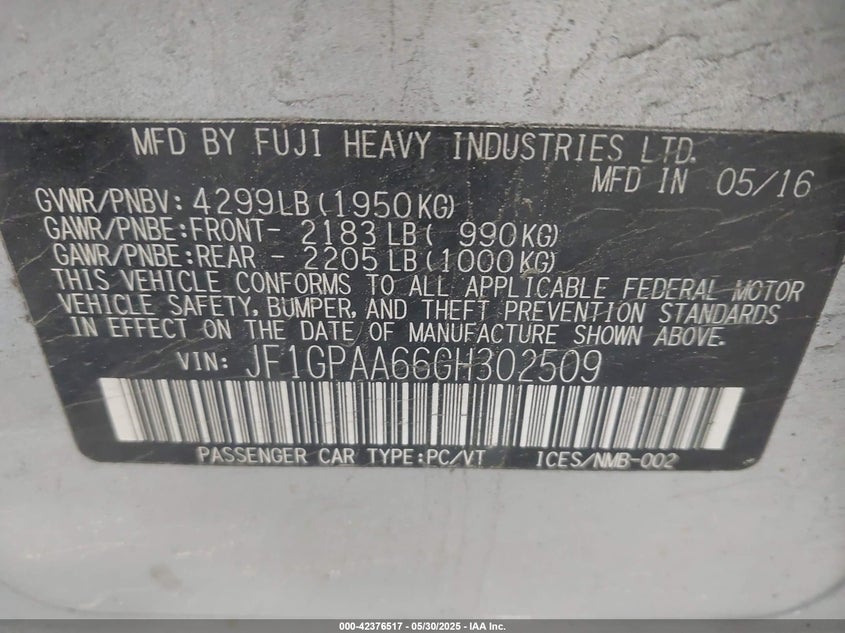 MFD BY FUJI HEAVY INDUSTRIES LTD.
MFD IN 05/16
GVWR/PNBV: 4299LB(1950KG)
GAWR/PNBE:FRONT- 2183 LB( 990KG)
GAWR/PNBE:REAR - 2205 LB(1000KG)
THIS VEHICLE CONFORMS TO ALL APPLICABLE FEDERAL MOTOR
VEHICLE SAFETY, BUMPER, AND THEFT PREVENTION STANDARDS
IN EFFECT ON THE DATE OF MANUFACTURE SHOWN ABOVE.
VIN: JF1GPAA66GH302509
PASSENGER CAR TYPE:PC/VT ICES/NMB-002
000-42376517 - 05/30/2025 - IAA Inc.